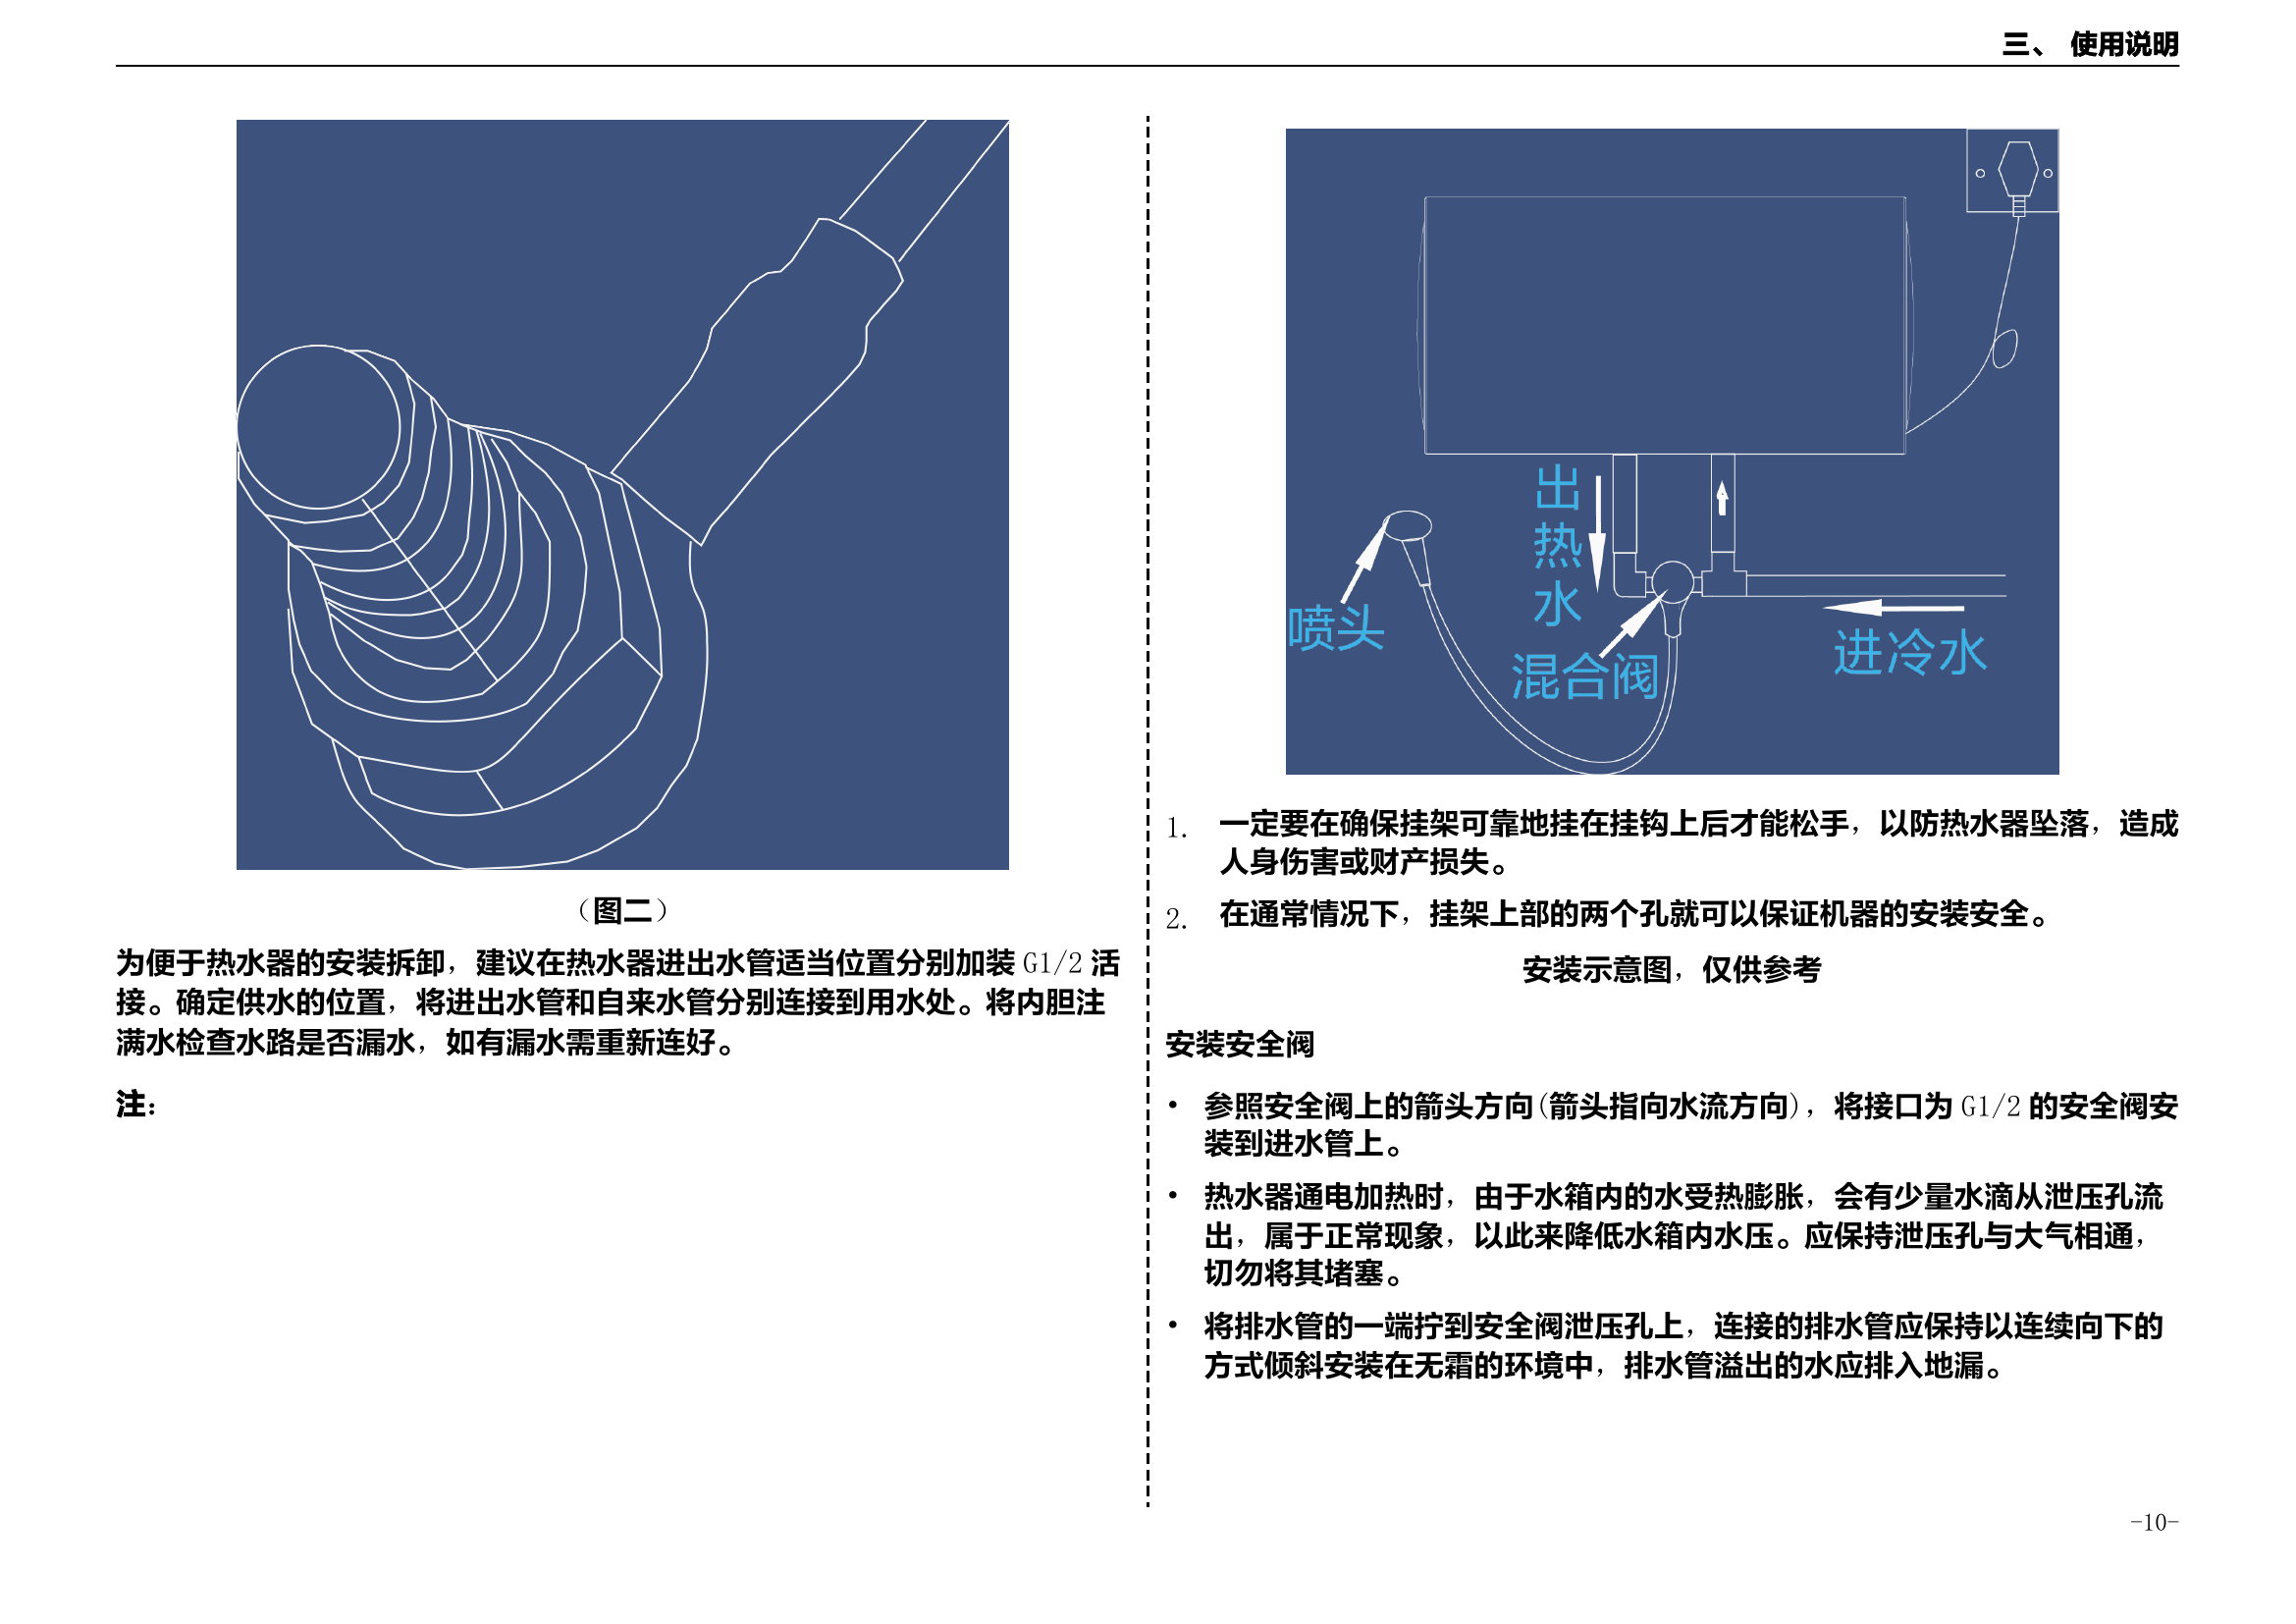 三、 使用说明
（图二）
为便于热水器的安装拆卸，建议在热水器进出水管适当位置分别加装 G1/2 活
接。确定供水的位置，将进出水管和自来水管分别连接到用水处。将内胆注
满水检查水路是否漏水，如有漏水需重新连好。
注：
出
热
水
喷头
混合阀
进冷水
1. 一定要在确保挂架可靠地挂在挂钩上后才能松手，以防热水器坠落，造成
人身伤害或财产损失。
2. 在通常情况下，挂架上部的两个孔就可以保证机器的安装安全。
安装示意图，仅供参考
安装安全阀
• 参照安全阀上的箭头方向(箭头指向水流方向)，将接口为 G1/2 的安全阀安
装到进水管上。
• 热水器通电加热时，由于水箱内的水受热膨胀，会有少量水滴从泄压孔流
出，属于正常现象，以此来降低水箱内水压。应保持泄压孔与大气相通，
切勿将其堵塞。
• 将排水管的一端拧到安全阀泄压孔上，连接的排水管应保持以连续向下的
方式倾斜安装在无霜的环境中，排水管溢出的水应排入地漏。
-10-